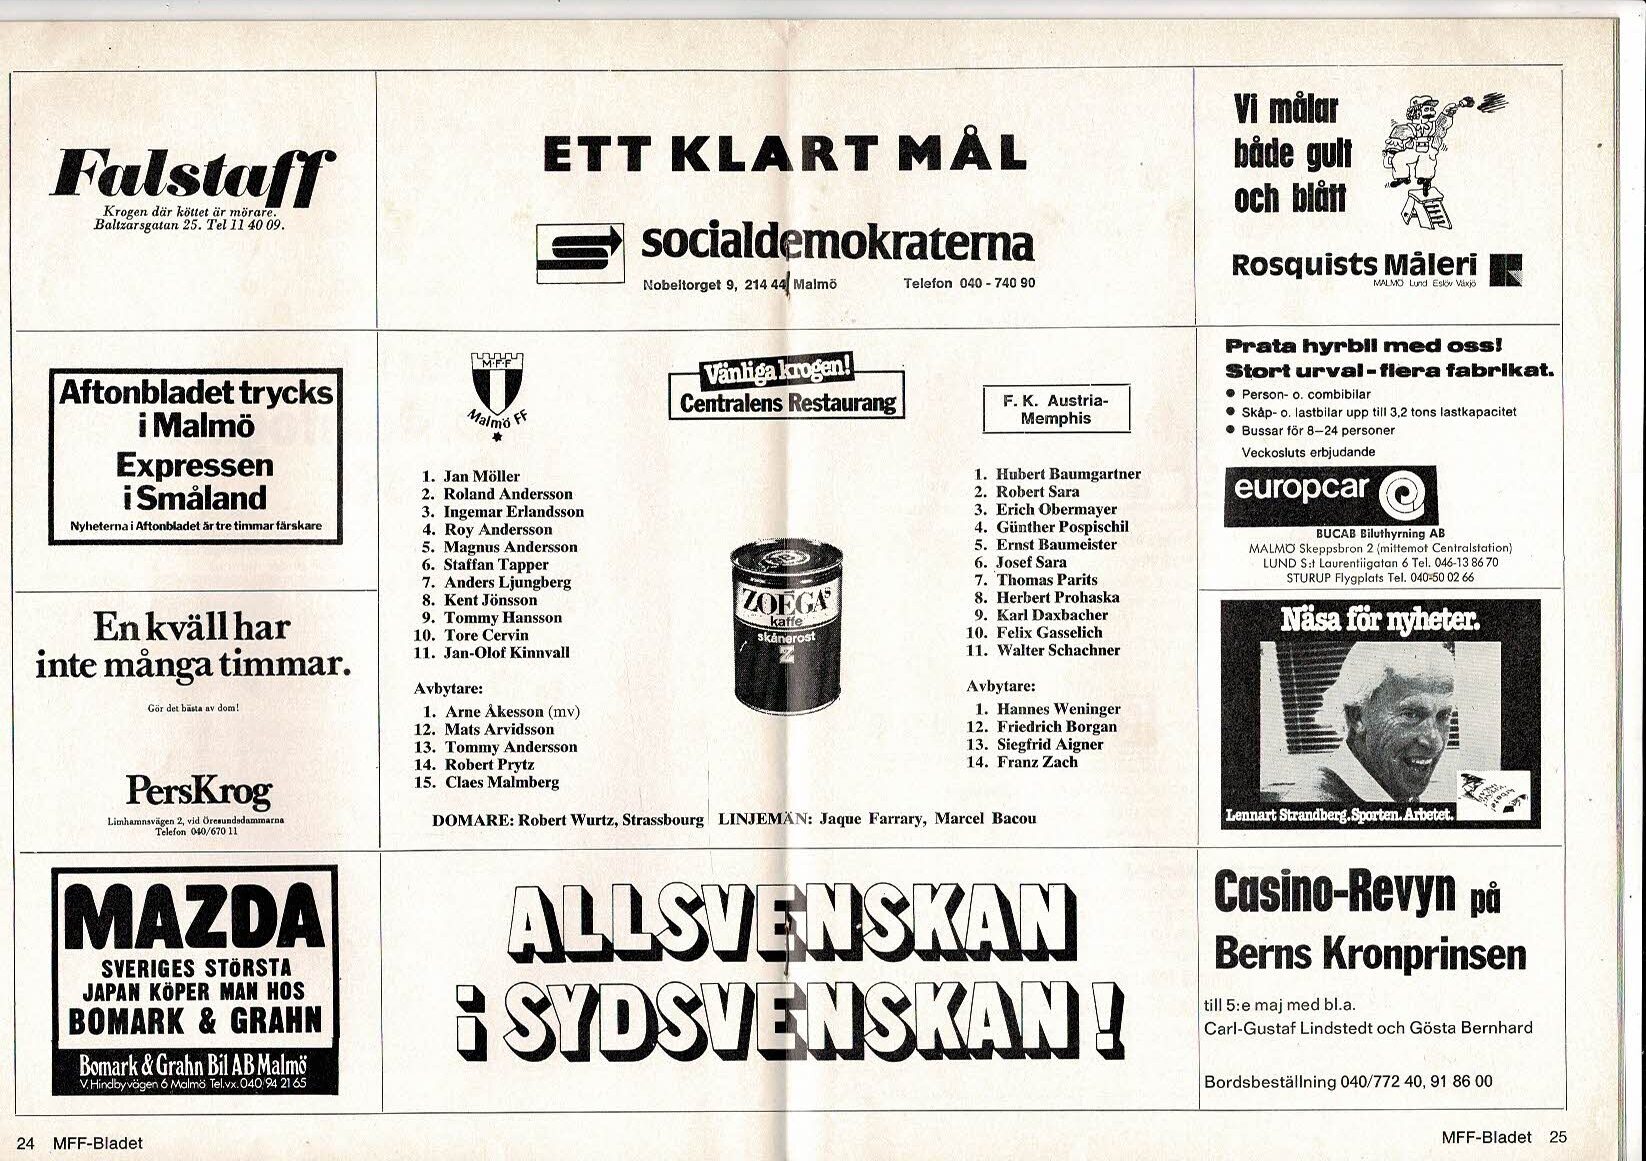 Falstaff
Krogen där köttet är mörare.
Baltzarsgatan 25. Tel 11 40 09.
ETT KLART MÅL
socialdemokraterna
Nobeltorget 9, 214 44 Malmö Telefon 040 - 740 90
Vi målar
både gult
och blått
Rosquists Måleri
MALMÖ Lund Eslöv Växjö
Aftonbladet trycks
i Malmö
Expressen
i Småland
Nyheterna i Aftonbladet är tre timmar färskare
En kväll har
inte många timmar.
Gör det bästa av dom!
PersKrog
Limhamnsvägen 2, vid Öresundsdammarna
Telefon 040/670 11
M·F·F
Malmö FF
1. Jan Möller
2. Roland Andersson
3. Ingemar Erlandsson
4. Roy Andersson
5. Magnus Andersson
6. Staffan Tapper
7. Anders Ljungberg
8. Kent Jönsson
9. Tommy Hansson
10. Tore Cervin
11. Jan-Olof Kinnvall
Avbytare:
1. Arne Åkesson (mv)
12. Mats Arvidsson
13. Tommy Andersson
14. Robert Prytz
15. Claes Malmberg
Vänliga krogen!
Centralens Restaurang
ZOÉGAS
kaffe
skånerost
Z
F. K. Austria-
Memphis
1. Hubert Baumgartner
2. Robert Sara
3. Erich Obermayer
4. Günther Pospischil
5. Ernst Baumeister
6. Josef Sara
7. Thomas Parits
8. Herbert Prohaska
9. Karl Daxbacher
10. Felix Gasselich
11. Walter Schachner
Avbytare:
1. Hannes Weninger
12. Friedrich Borgan
13. Siegfrid Aigner
14. Franz Zach
DOMARE: Robert Wurtz, Strassbourg LINJEMÄN: Jaque Farrary, Marcel Bacou
Prata hyrbil med oss!
Stort urval - flera fabrikat.
● Person- o. combibilar
● Skåp- o. lastbilar upp till 3,2 tons lastkapacitet
● Bussar för 8–24 personer
Veckosluts erbjudande
europcar
BUCAB Biluthyrning AB
MALMÖ Skeppsbron 2 (mittemot Centralstation)
LUND S:t Laurentiigatan 6 Tel. 046-13 86 70
STURUP Flygplats Tel. 040-50 02 66
Näsa för nyheter.
Lennart Strandberg. Sporten. Arbetet.
MAZDA
SVERIGES STÖRSTA
JAPAN KÖPER MAN HOS
BOMARK & GRAHN
Bomark & Grahn Bil AB Malmö
V. Hindbyvägen 6 Malmö Tel.vx. 040/94 21 65
ALLSVENSKAN
i SYDSVENSKAN!
Casino-Revyn på
Berns Kronprinsen
till 5:e maj med bl.a.
Carl-Gustaf Lindstedt och Gösta Bernhard
Bordsbeställning 040/772 40, 91 86 00
24 MFF-Bladet
MFF-Bladet 25